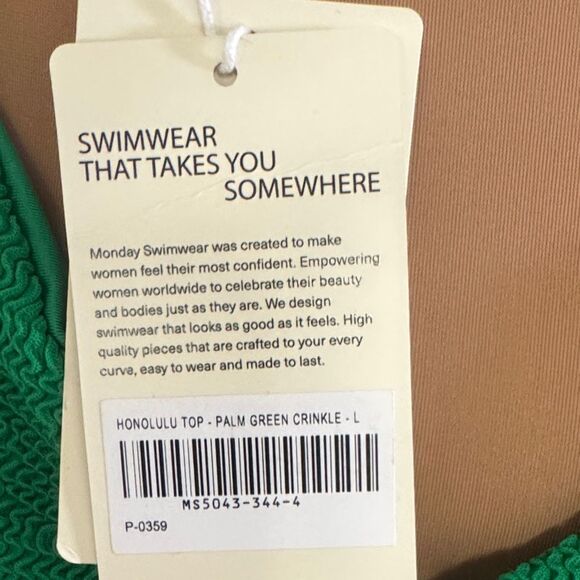 SWIMWEAR
THAT TAKES YOU
SOMEWHERE
Monday Swimwear was created to make
women feel their most confident. Empowering
women worldwide to celebrate their beauty
and bodies just as they are. We design
swimwear that looks as good as it feels. High
quality pieces that are crafted to your every
curve, easy to wear and made to last.
HONOLULU TOP - PALM GREEN CRINKLE - L
MS5043-344-4
P-0359